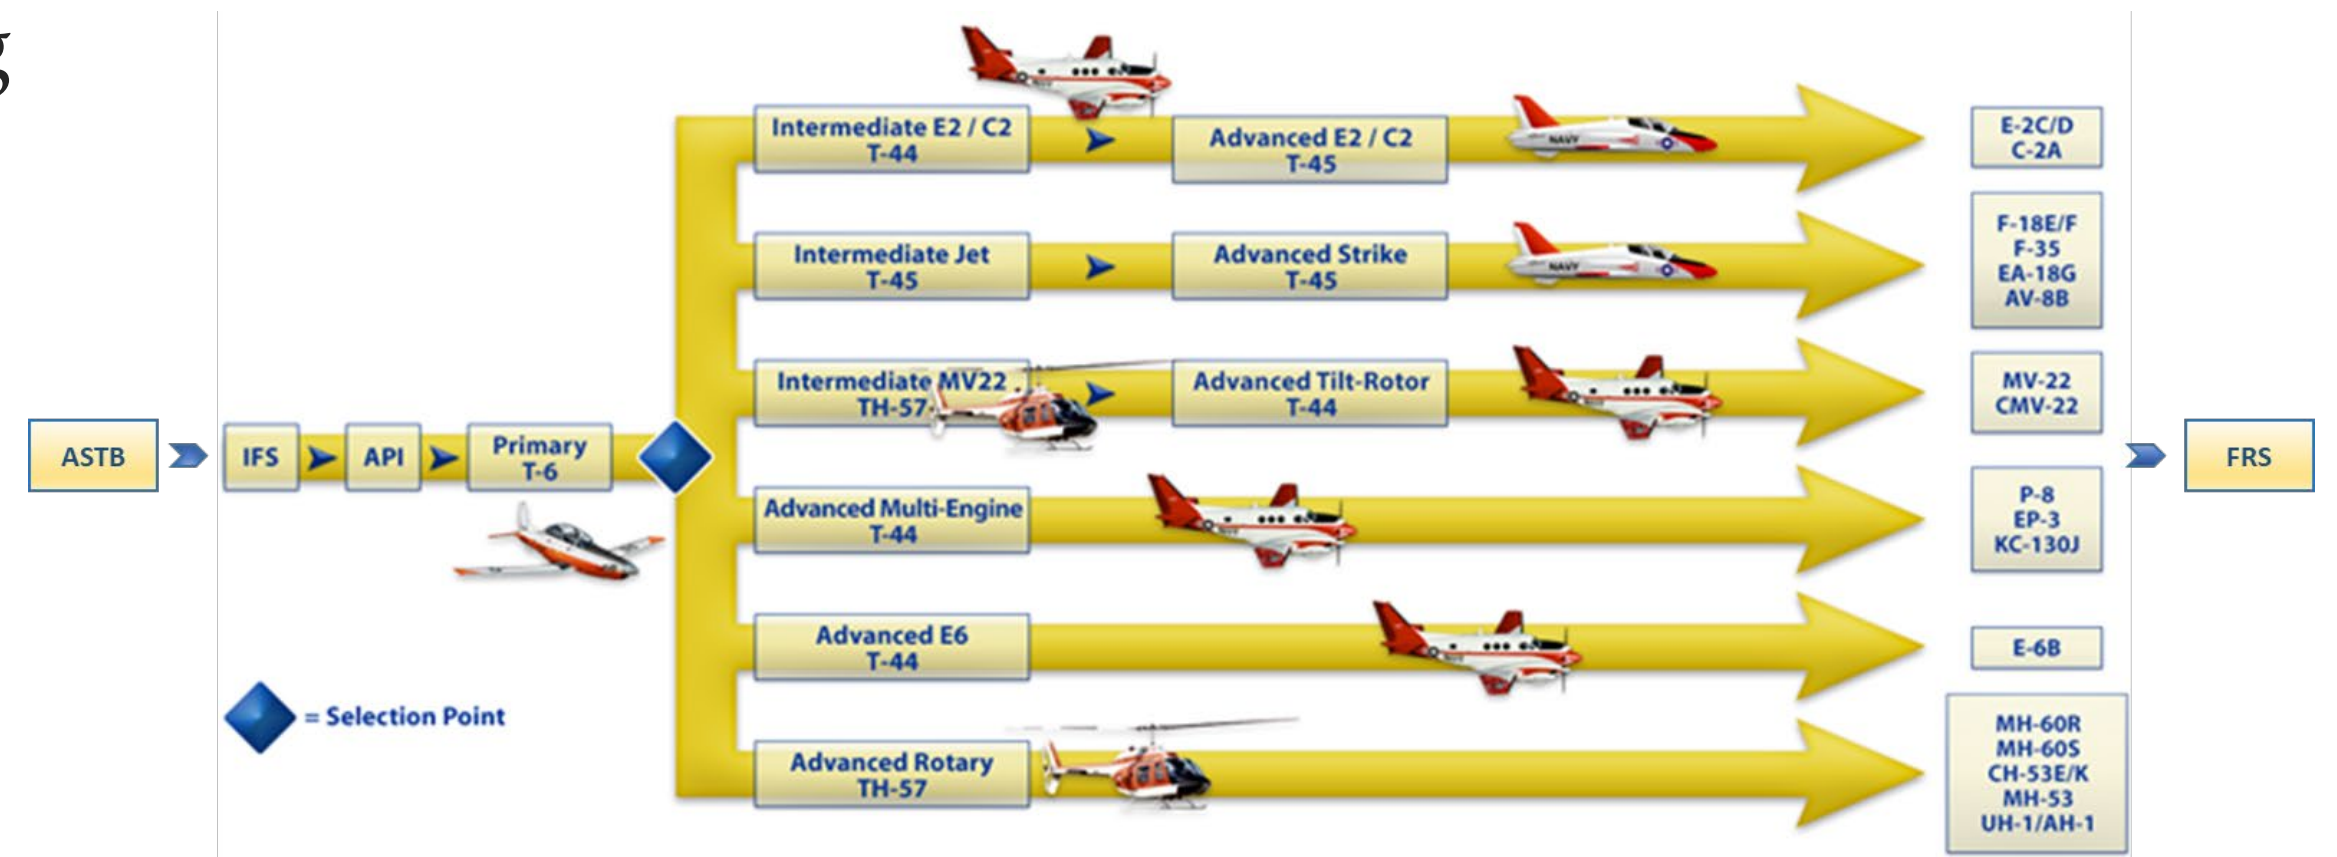 g
ASTB
IFS
API
Primary
T-6
= Selection Point
Intermediate E2 / C2
T-44
Advanced E2 / C2
T-45
NAVY
E-2C/D
C-2A
Intermediate Jet
T-45
Advanced Strike
T-45
NAVY
F-18E/F
F-35
EA-18G
AV-8B
Intermediate MV22
TH-57
Advanced Tilt-Rotor
T-44
MV-22
CMV-22
Advanced Multi-Engine
T-44
P-8
EP-3
KC-130J
Advanced E6
T-44
E-6B
Advanced Rotary
TH-57
MH-60R
MH-60S
CH-53E/K
MH-53
UH-1/AH-1
FRS